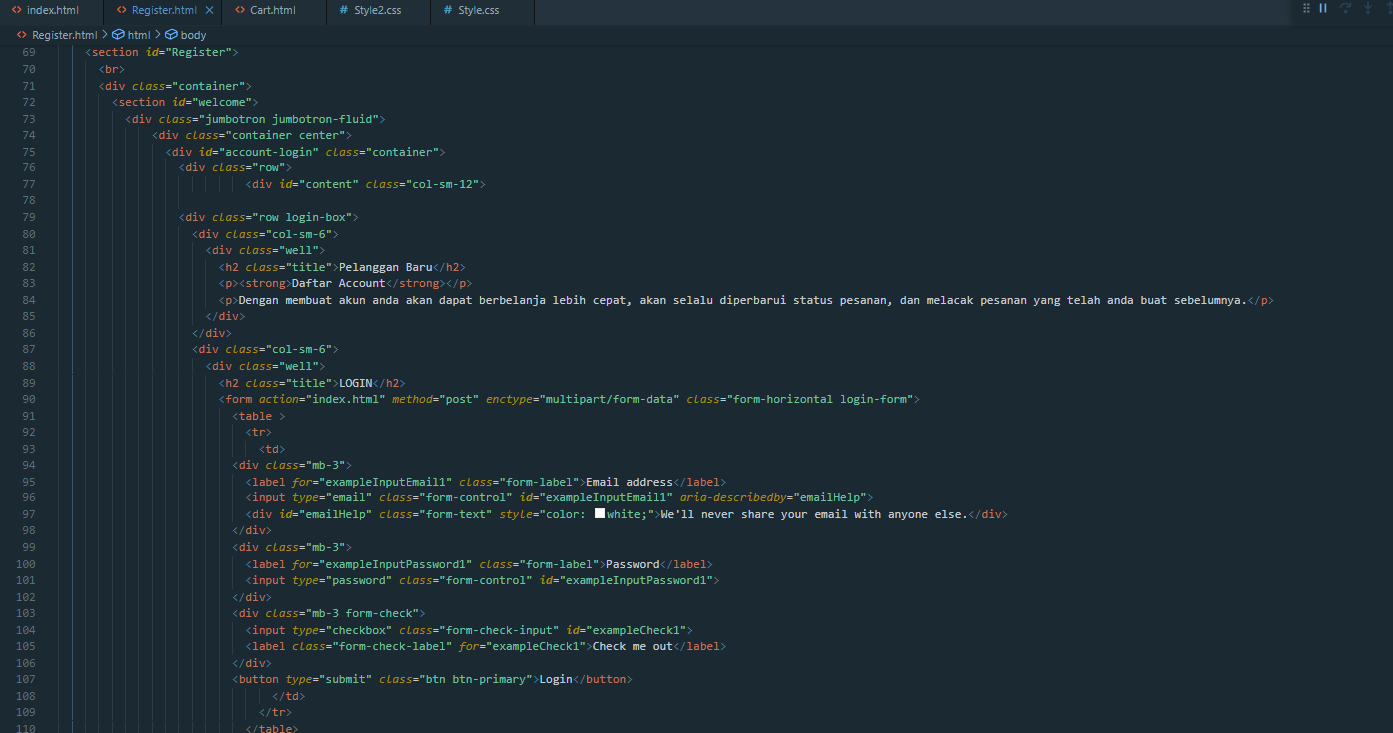 index.html Register.html Cart.html Style2.css Style.css
Register.html > html > body
69 <section id="Register">
70 <br>
71 <div class="container">
72 <section id="welcome">
73 <div class="jumbotron jumbotron-fluid">
74 <div class="container center">
75 <div id="account-login" class="container">
76 <div class="row">
77 <div id="content" class="col-sm-12">
78
79 <div class="row login-box">
80 <div class="col-sm-6">
81 <div class="well">
82 <h2 class="title">Pelanggan Baru</h2>
83 <p><strong>Daftar Account</strong></p>
84 <p>Dengan membuat akun anda akan dapat berbelanja lebih cepat, akan selalu diperbarui status pesanan, dan melacak pesanan yang telah anda buat sebelumnya.</p>
85 </div>
86 </div>
87 <div class="col-sm-6">
88 <div class="well">
89 <h2 class="title">LOGIN</h2>
90 <form action="index.html" method="post" enctype="multipart/form-data" class="form-horizontal login-form">
91 <table >
92 <tr>
93 <td>
94 <div class="mb-3">
95 <label for="exampleInputEmail1" class="form-label">Email address</label>
96 <input type="email" class="form-control" id="exampleInputEmail1" aria-describedby="emailHelp">
97 <div id="emailHelp" class="form-text" style="color: white;">We'll never share your email with anyone else.</div>
98 </div>
99 <div class="mb-3">
100 <label for="exampleInputPassword1" class="form-label">Password</label>
101 <input type="password" class="form-control" id="exampleInputPassword1">
102 </div>
103 <div class="mb-3 form-check">
104 <input type="checkbox" class="form-check-input" id="exampleCheck1">
105 <label class="form-check-label" for="exampleCheck1">Check me out</label>
106 </div>
107 <button type="submit" class="btn btn-primary">Login</button>
108 </td>
109 </tr>
110 </table>